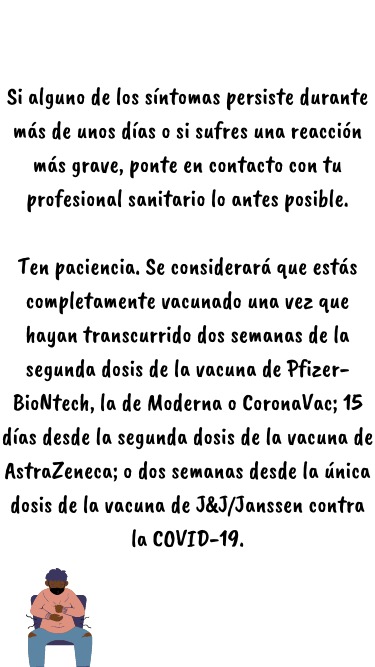 Si alguno de los síntomas persiste durante
más de unos días o si sufres una reacción
más grave, ponte en contacto con tu
profesional sanitario lo antes posible.
Ten paciencia. Se considerará que estás
completamente vacunado una vez que
hayan transcurrido dos semanas de la
segunda dosis de la vacuna de Pfizer-
BioNtech, la de Moderna o CoronaVac; 15
días desde la segunda dosis de la vacuna de
AstraZeneca; o dos semanas desde la única
dosis de la vacuna de J&J/Janssen contra
la COVID-19.